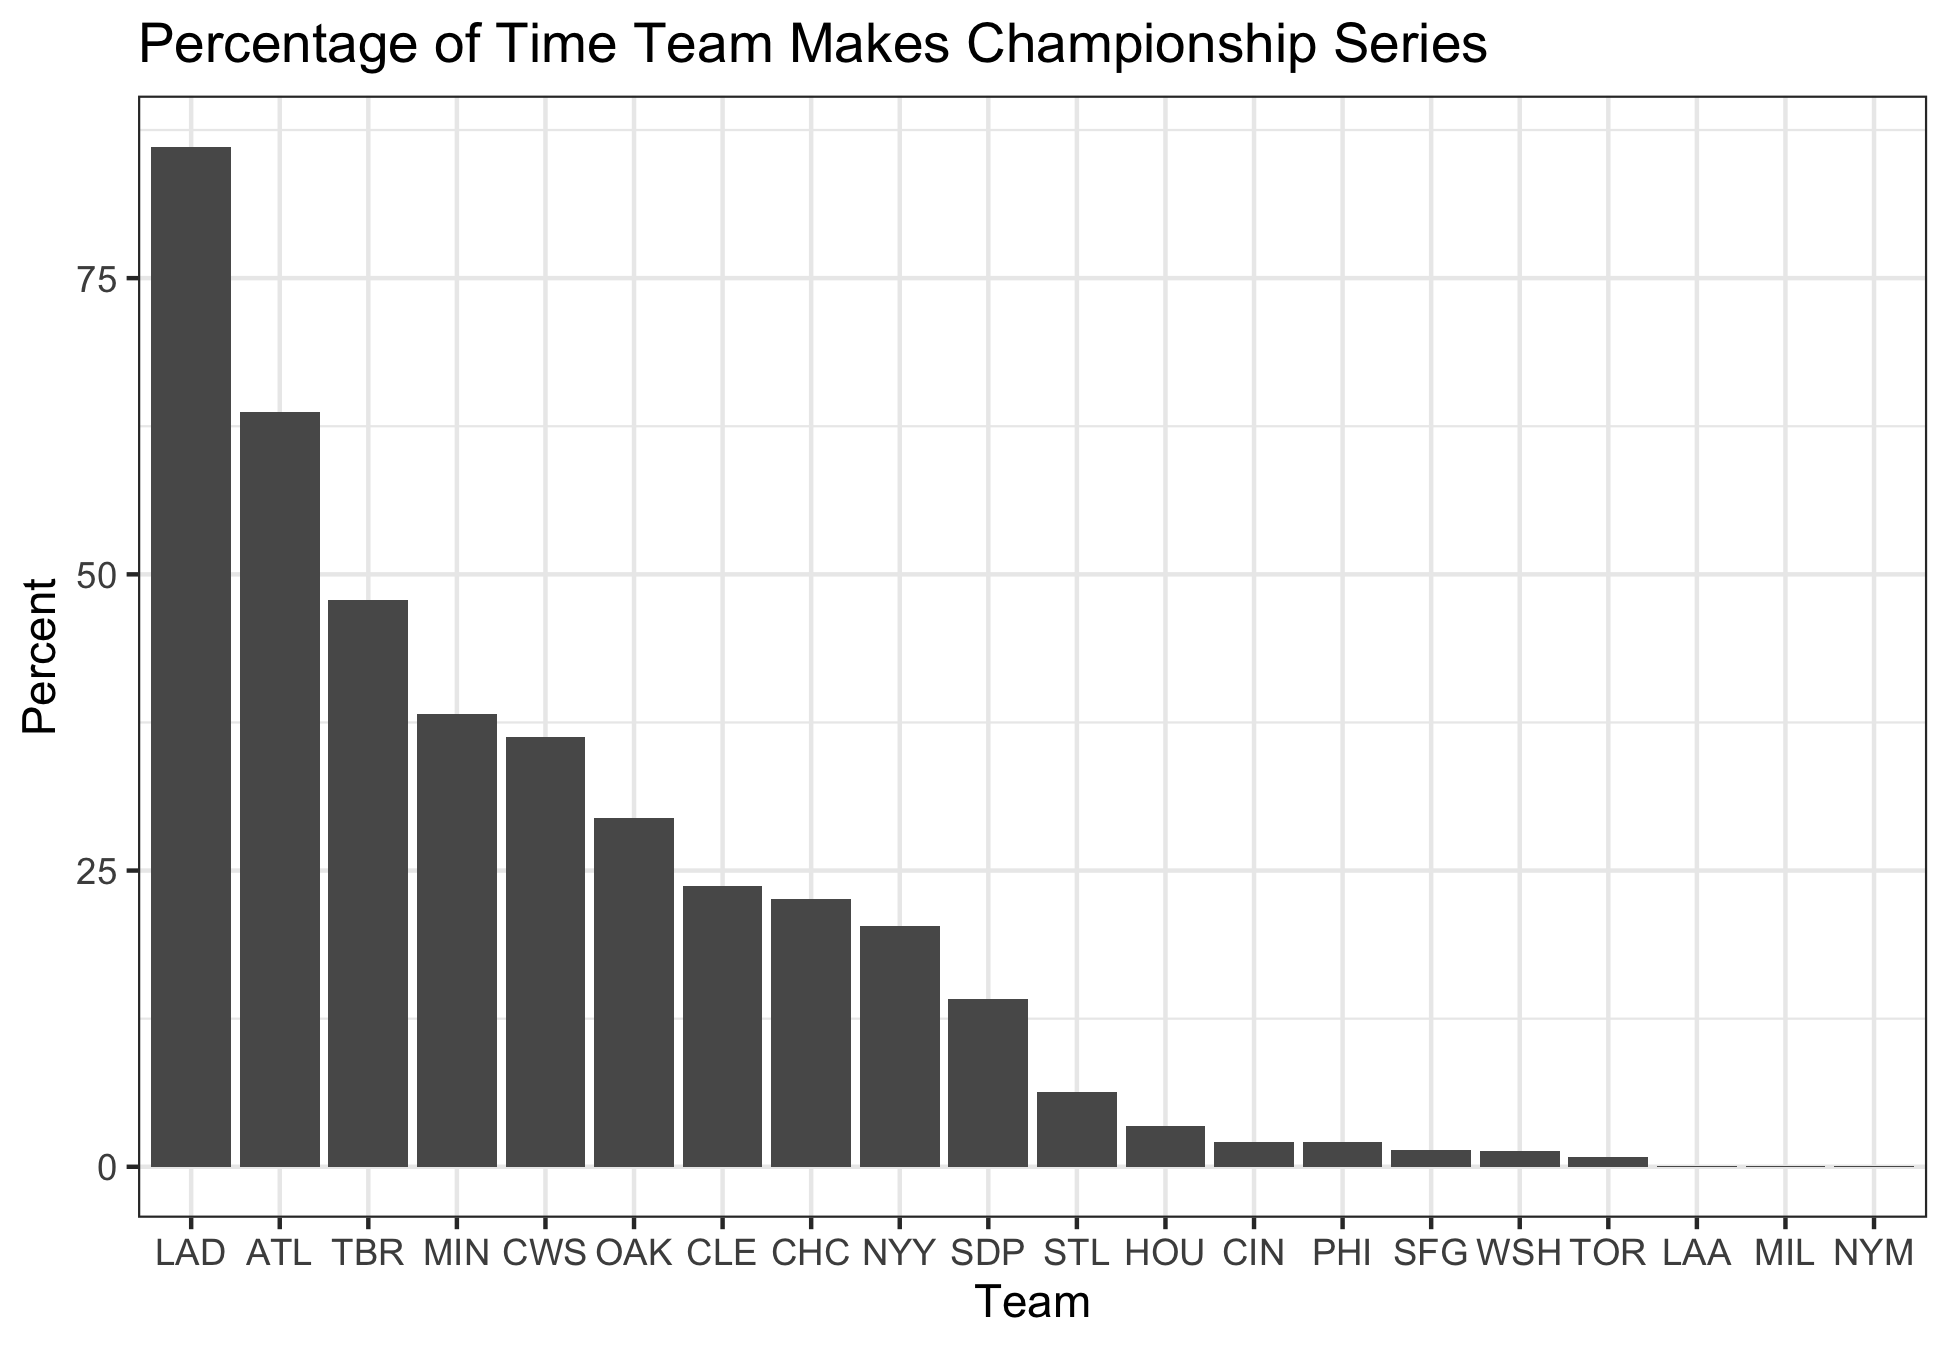 Percentage of Time Team Makes Championship Series
Percent
75
50
25
0
LAD ATL TBR MIN CWS OAK CLE CHC NYY SDP STL HOU CIN PHI SFG WSH TOR LAA MIL NYM
Team